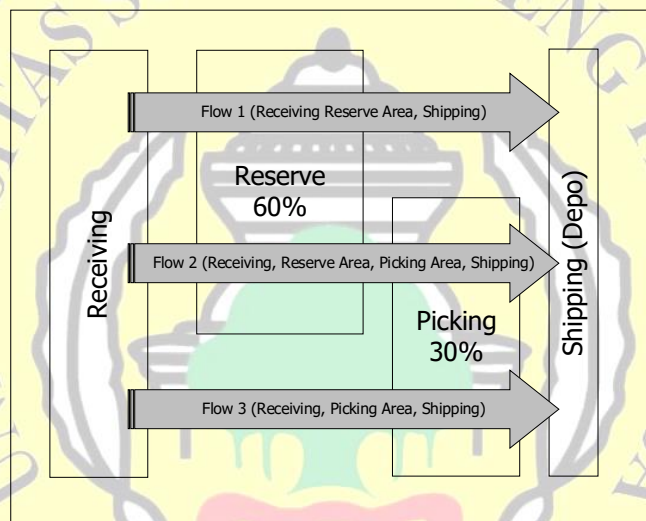 Flow 1 (Receiving Reserve Area, Shipping)
Reserve
60%
Receiving
Flow 2 (Receiving, Reserve Area, Picking Area, Shipping)
Shipping (Depo)
Picking
30%
Flow 3 (Receiving, Picking Area, Shipping)